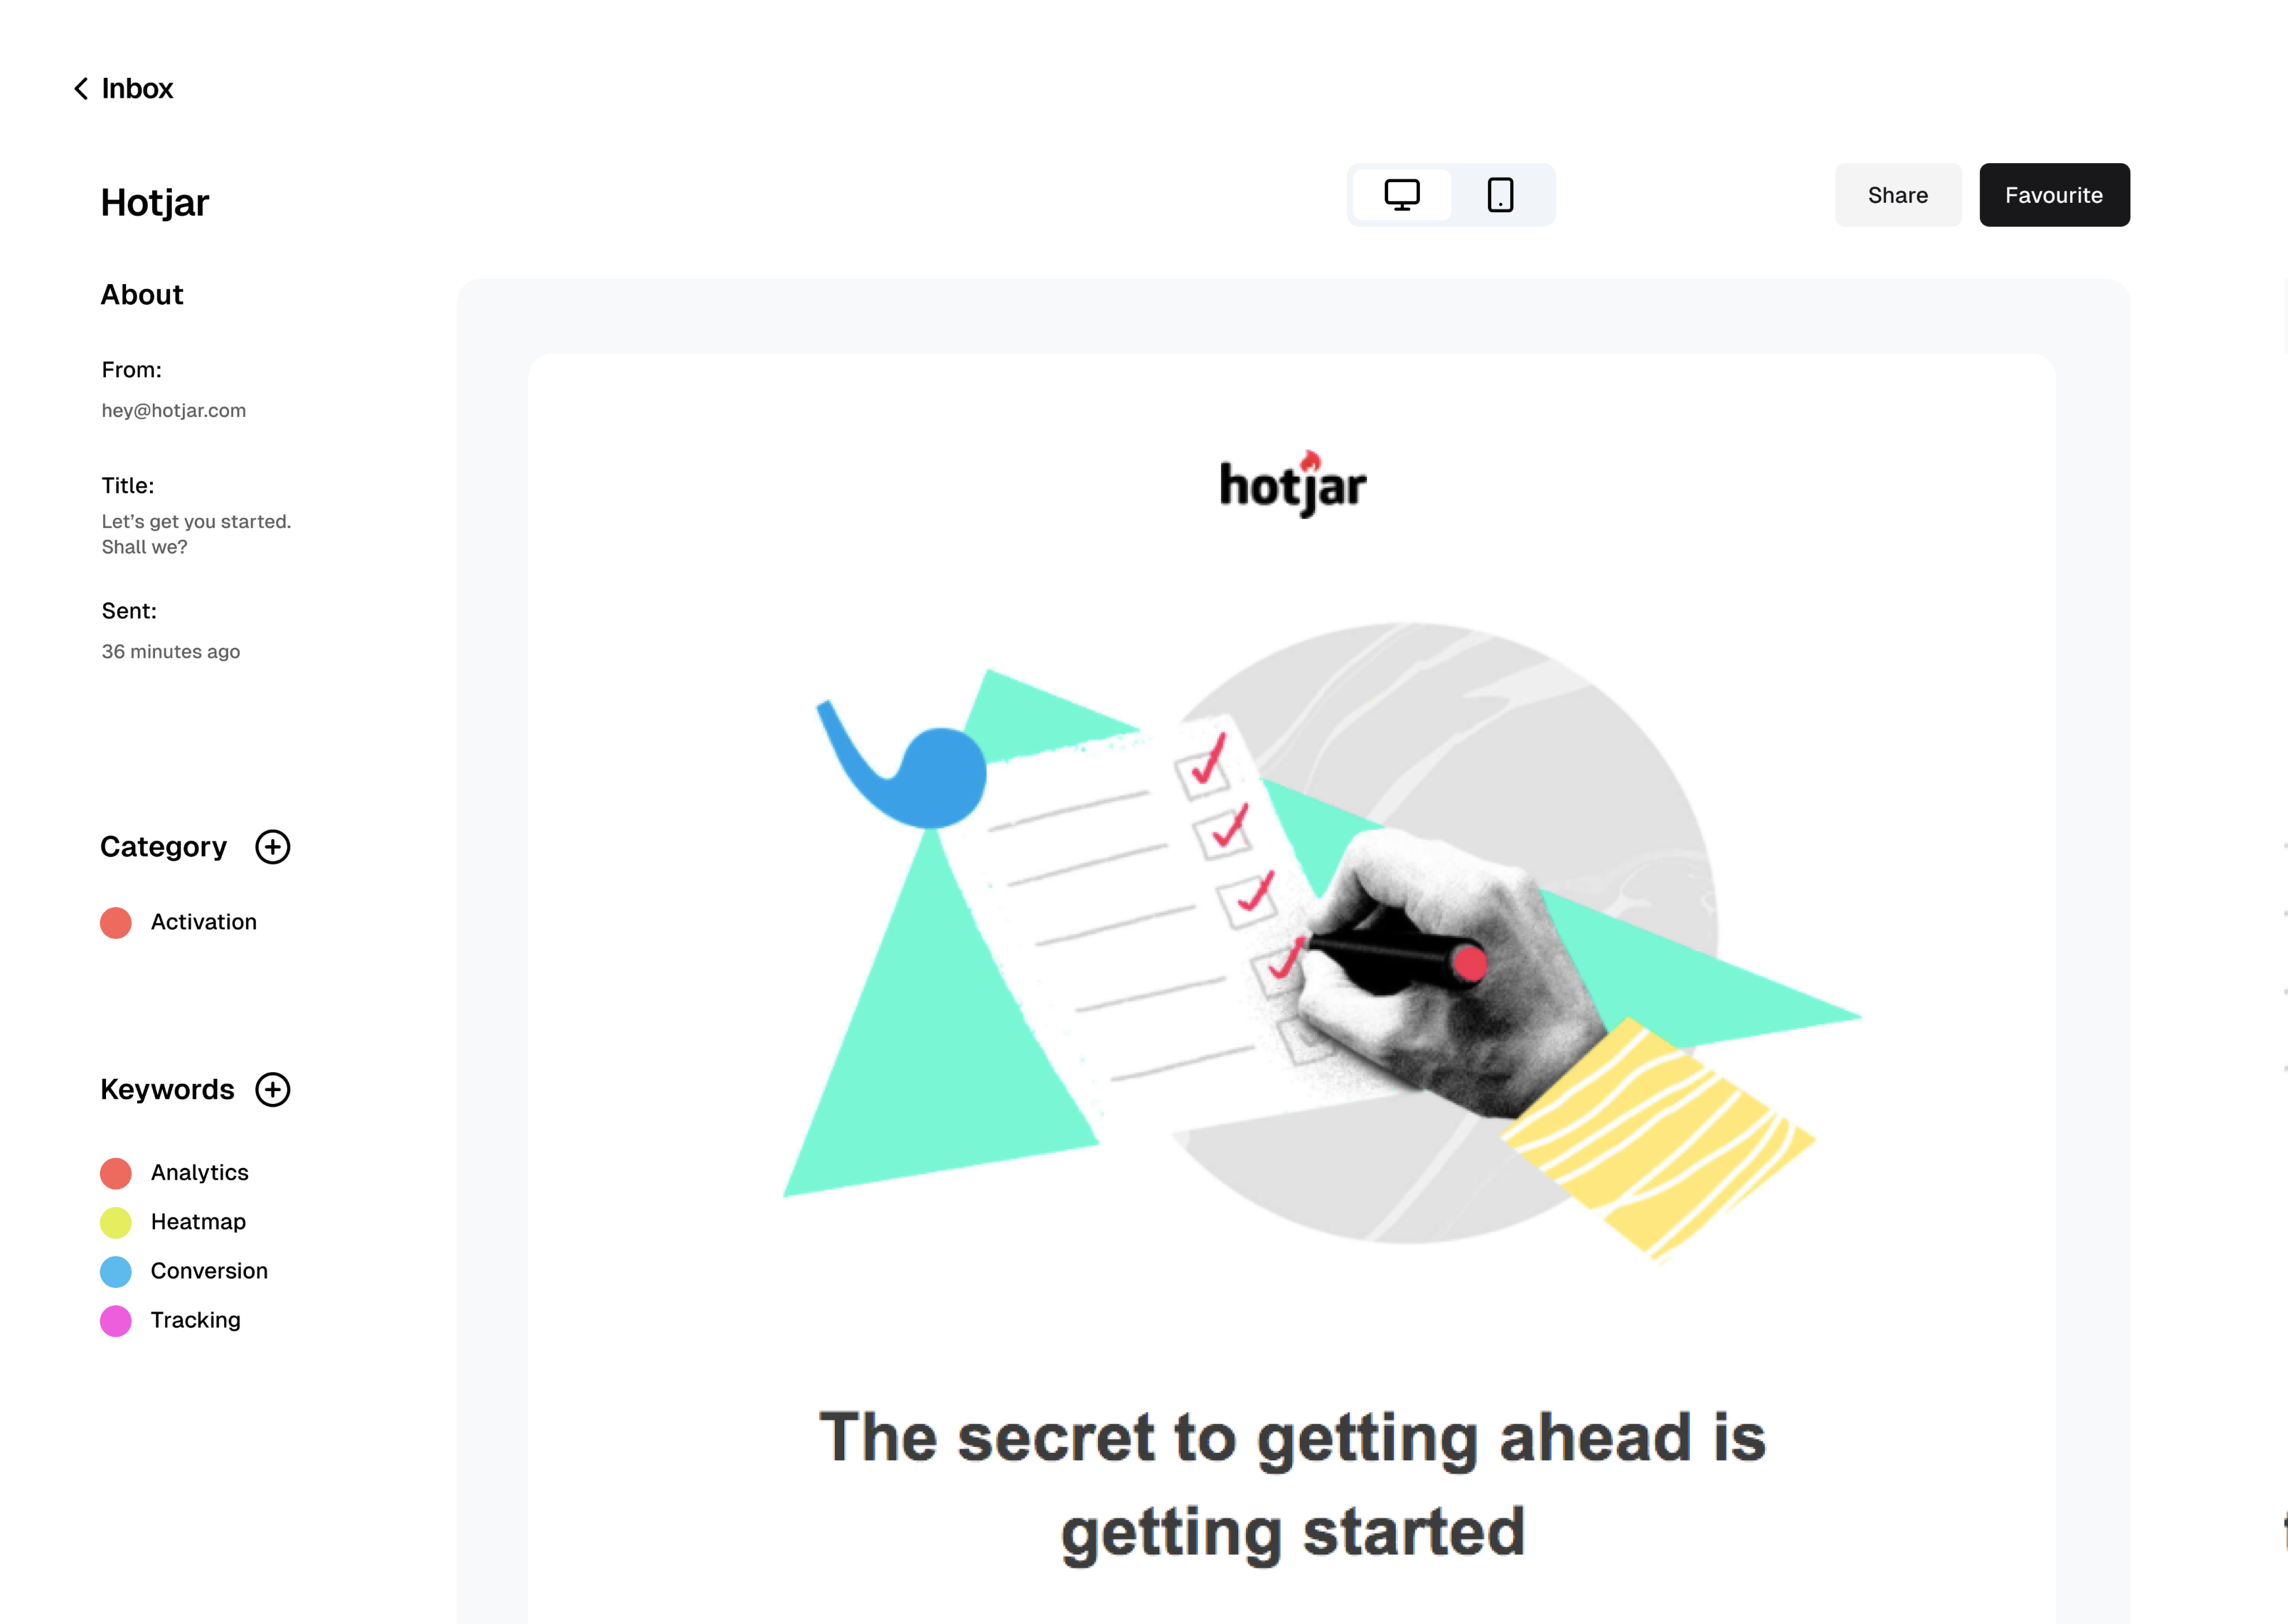 Inbox
Hotjar
Share
Favourite
About
From:
hey@hotjar.com
Title:
Let’s get you started.
Shall we?
Sent:
36 minutes ago
Category
Activation
Keywords
Analytics
Heatmap
Conversion
Tracking
hotjar
The secret to getting ahead is
getting started